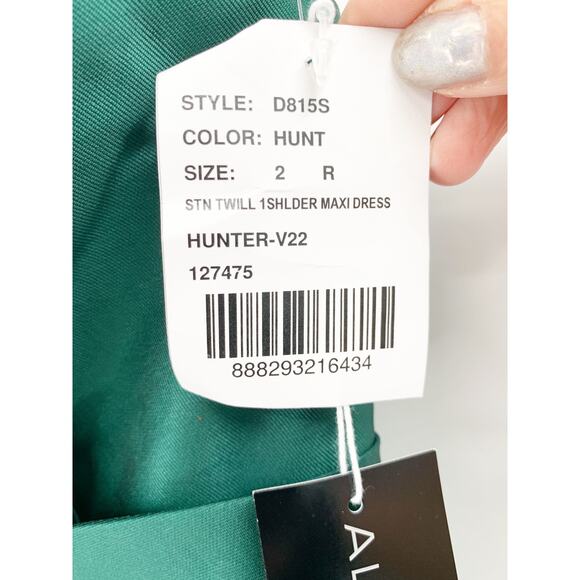 STYLE: D815S
COLOR: HUNT
SIZE: 2 R
STN TWILL 1SHLDER MAXI DRESS
HUNTER-V22
127475
888293216434